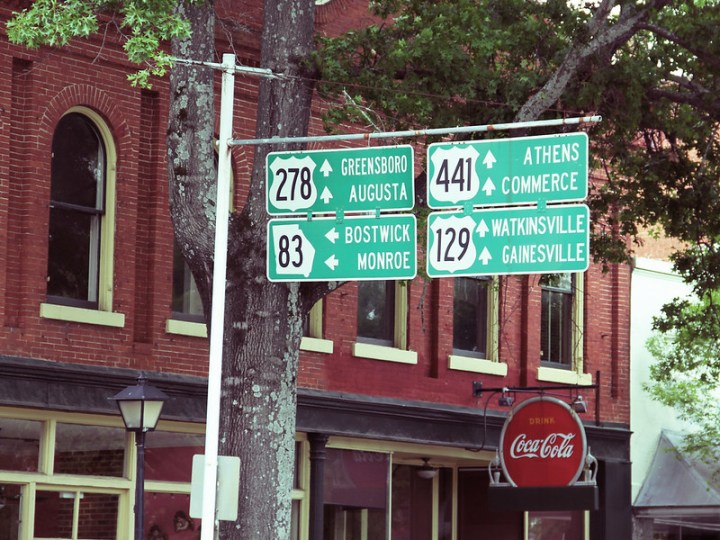 278 GREENSBORO
AUGUSTA
83 BOSTWICK
MONROE
441 ATHENS
COMMERCE
129 WATKINSVILLE
GAINESVILLE
DRINK
Coca-Cola